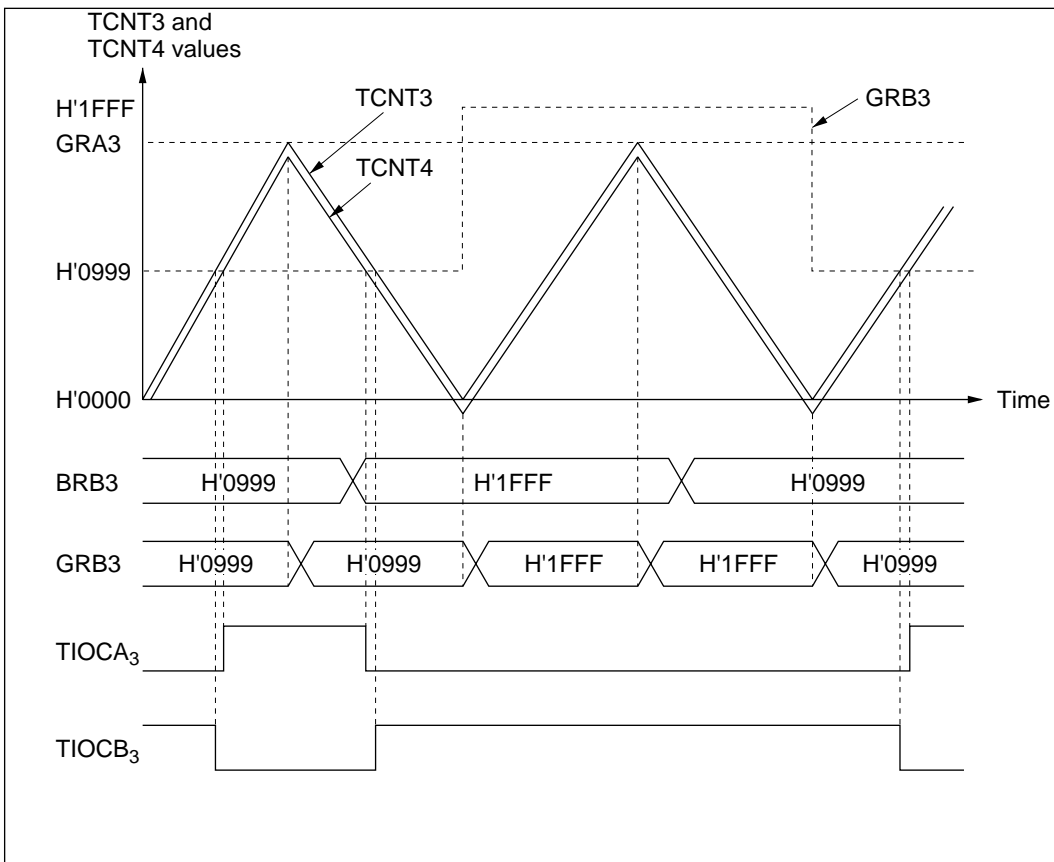 TCNT3 and
TCNT4 values
H'1FFF
TCNT3
GRB3
GRA3
TCNT4
H'0999
H'0000
Time
BRB3 H'0999 H'1FFF H'0999
GRB3 H'0999 H'0999 H'1FFF H'1FFF H'0999
TIOCA3
TIOCB3